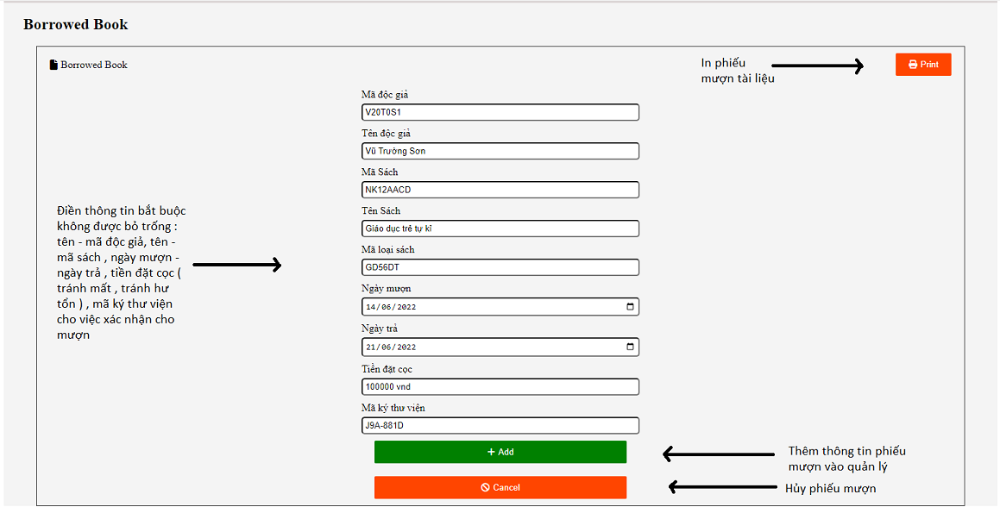 Borrowed Book
Borrowed Book
In phiếu
mượn tài liệu
Print
Mã độc giả
V20T0S1
Tên độc giả
Vũ Trường Sơn
Mã Sách
NK12AACD
Tên Sách
Giáo dục trẻ tự kỉ
Mã loại sách
GD56DT
Ngày mượn
14/06/2022
Ngày trả
21/06/2022
Tiền đặt cọc
100000 vnd
Mã ký thư viện
J9A-881D
Điền thông tin bắt buộc
không được bỏ trống :
tên - mã độc giả, tên -
mã sách , ngày mượn -
ngày trả , tiền đặt cọc (
tránh mất , tránh hư
tổn ) , mã ký thư viện
cho việc xác nhận cho
mượn
Add
Thêm thông tin phiếu
mượn vào quản lý
Cancel
Hủy phiếu mượn